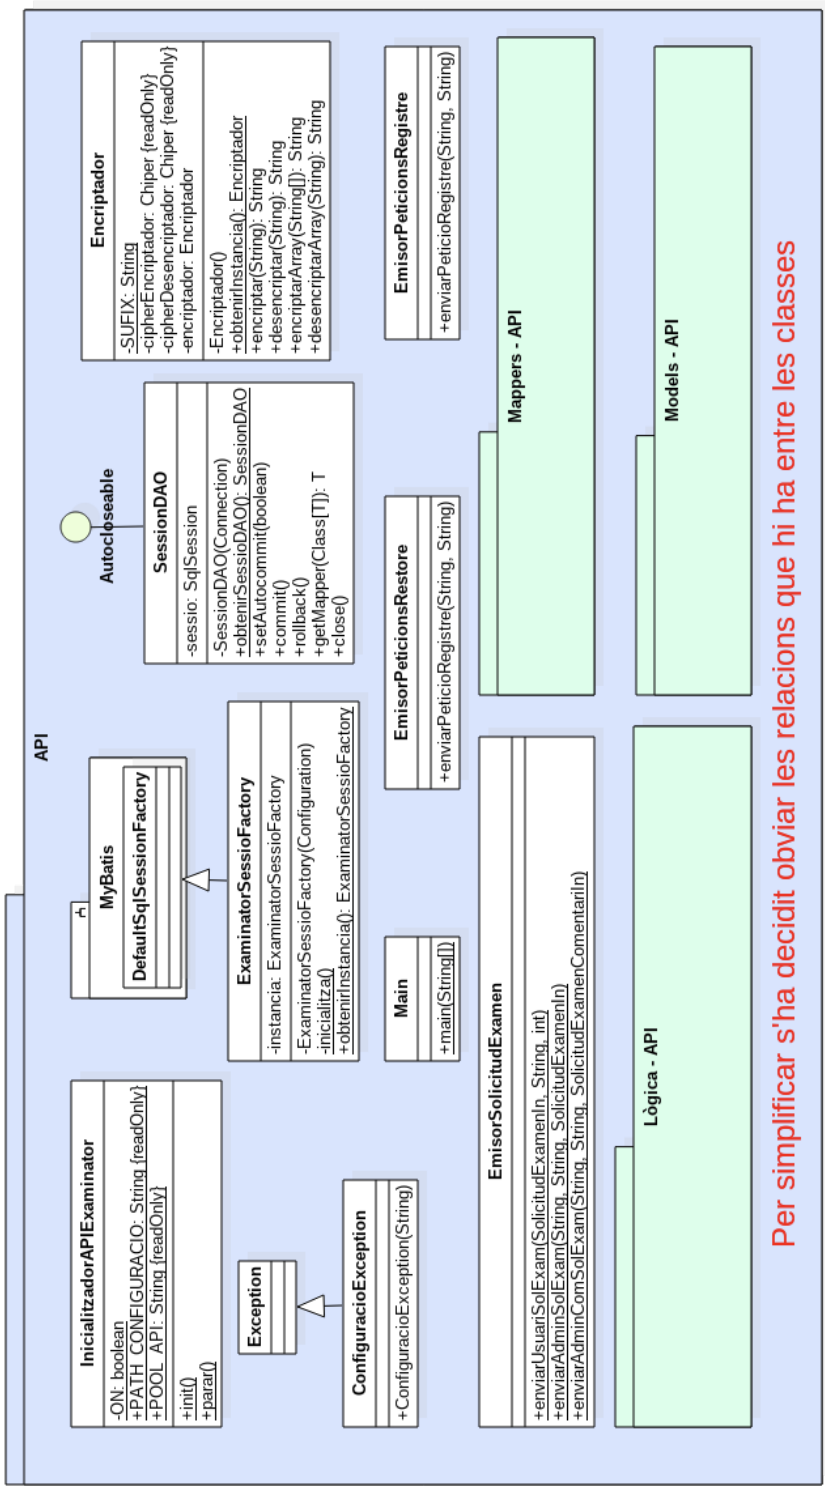 API
InicialitzadorAPIExaminator
-ON: boolean
+PATH_CONFIGURACIO: String {readOnly}
+POOL_API: String {readOnly}
+init()
+parar()
MyBatis
DefaultSqlSessionFactory
Autocloseable
Encriptador
-SUFIX: String
-cipherEncriptador: Chiper {readOnly}
-cipherDesencriptador: Chiper {readOnly}
-encriptador: Encriptador
-Encriptador()
+obtenirInstancia(): Encriptador
+encriptar(String): String
+desencriptar(String): String
+encriptarArray(String[]): String
+desencriptarArray(String): String
SessionDAO
-sessio: SqlSession
-SessionDAO(Connection)
+obtenirSessioDAO(): SessionDAO
+setAutocommit(boolean)
+commit()
+rollback()
+getMapper(Class[T]): T
+close()
ExaminatorSessioFactory
-instancia: ExaminatorSessioFactory
-ExaminatorSessioFactory(Configuration)
-inicialitza()
+obtenirInstancia(): ExaminatorSessioFactory
Exception
ConfiguracioException
+ConfiguracioException(String)
Main
+main(String[])
EmisorPeticionsRestore
+enviarPeticioRegistre(String, String)
EmisorPeticionsRegistre
+enviarPeticioRegistre(String, String)
EmisorSolicitudExamen
+enviarUsuariSolExam(SolicitudExamenIn, String, int)
+enviarAdminSolExam(String, String, SolicitudExamenIn)
+enviarAdminComSolExam(String, String, SolicitudExamenComentariIn)
Mappers - API
Lògica - API
Models - API
Per simplificar s'ha decidit obviar les relacions que hi ha entre les classes